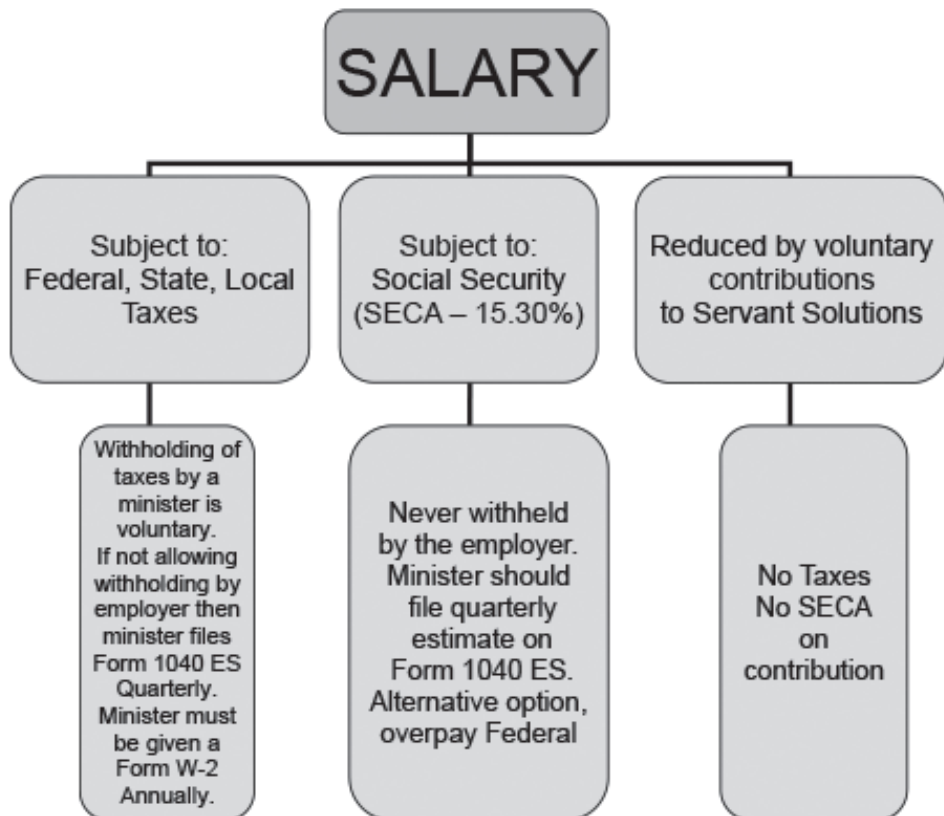 SALARY
Subject to:
Federal, State, Local
Taxes
Subject to:
Social Security
(SECA – 15.30%)
Reduced by voluntary
contributions
to Servant Solutions
Withholding of
taxes by a
minister is
voluntary.
If not allowing
withholding by
employer then
minister files
Form 1040 ES
Quarterly.
Minister must
be given a
Form W-2
Annually.
Never withheld
by the employer.
Minister should
file quarterly
estimate on
Form 1040 ES.
Alternative option,
overpay Federal
No Taxes
No SECA
on
contribution